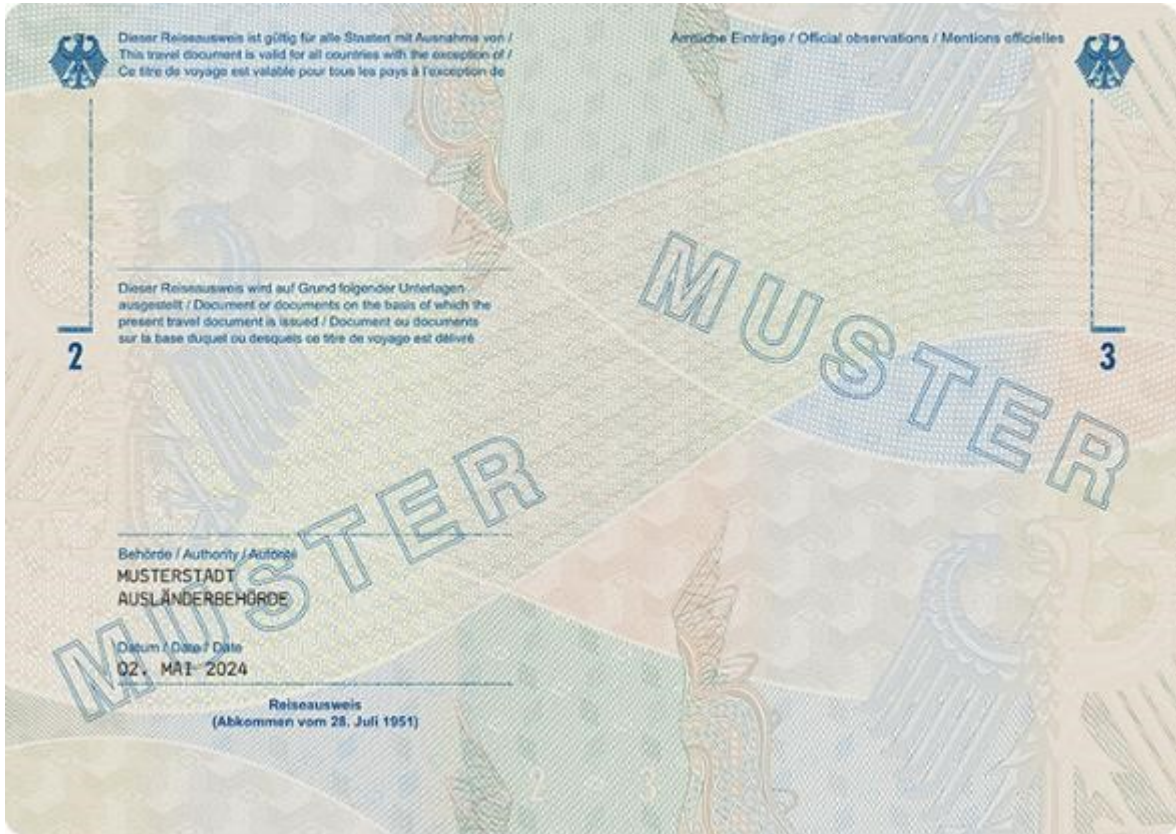 Dieser Reiseausweis ist gültig für alle Staaten mit Ausnahme von /
This travel document is valid for all countries with the exception of /
Ce titre de voyage est valable pour tous les pays à l'exception de
Dieser Reiseausweis wird auf Grund folgender Unterlagen
ausgestellt / Document or documents on the basis of which the
present travel document is issued / Document ou documents
sur la base duquel ou desquels ce titre de voyage est délivré
2
Behörde / Authority / Autorité
MUSTERSTADT
AUSLÄNDERBEHÖRDE
Datum / Date / Date
02. MAI 2024
Reiseausweis
(Abkommen vom 28. Juli 1951)
MUSTER
Amtliche Einträge / Official observations / Mentions officielles
3
MUSTER
2 - 3